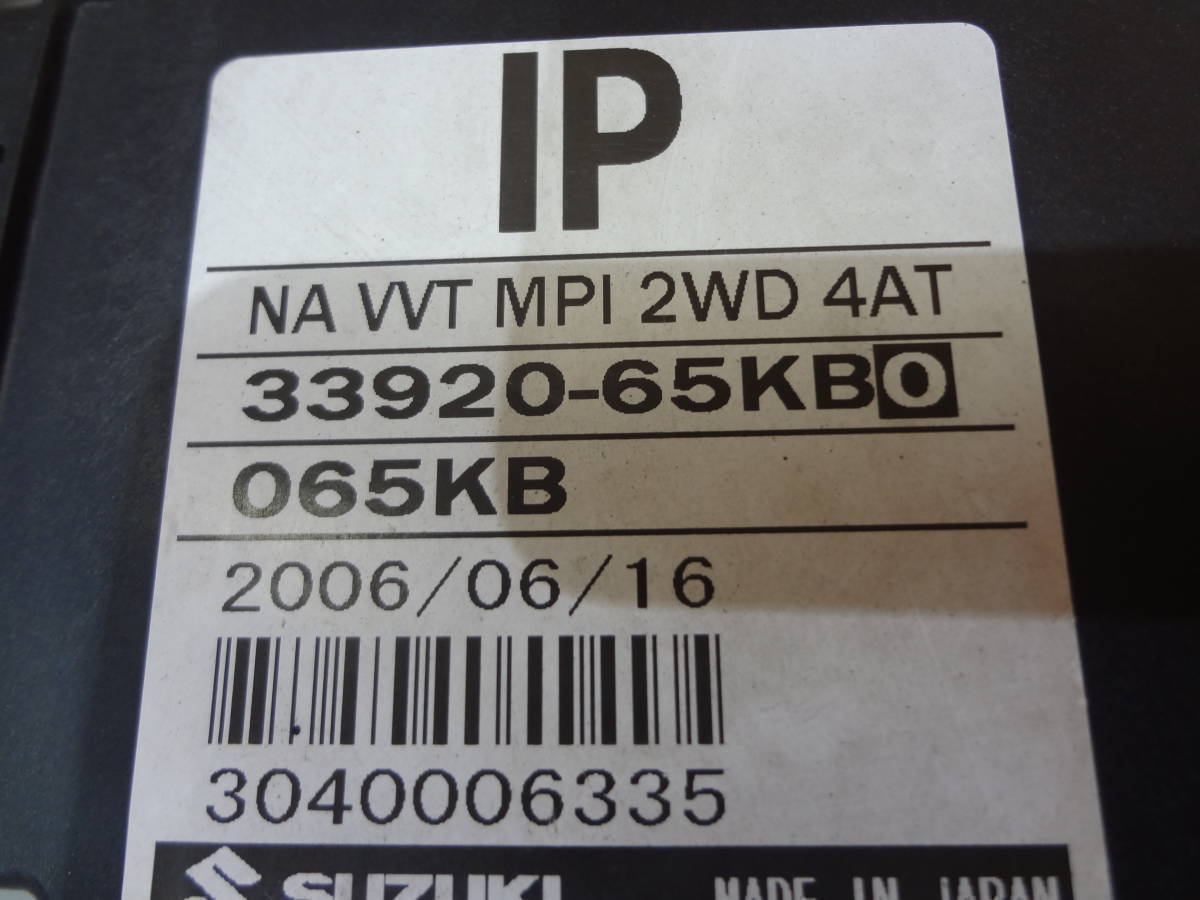 IP
NA VVT MPI 2WD 4AT
33920-65KB0
065KB
2006/06/16
3040006335
SUZUKI MADE IN JAPAN